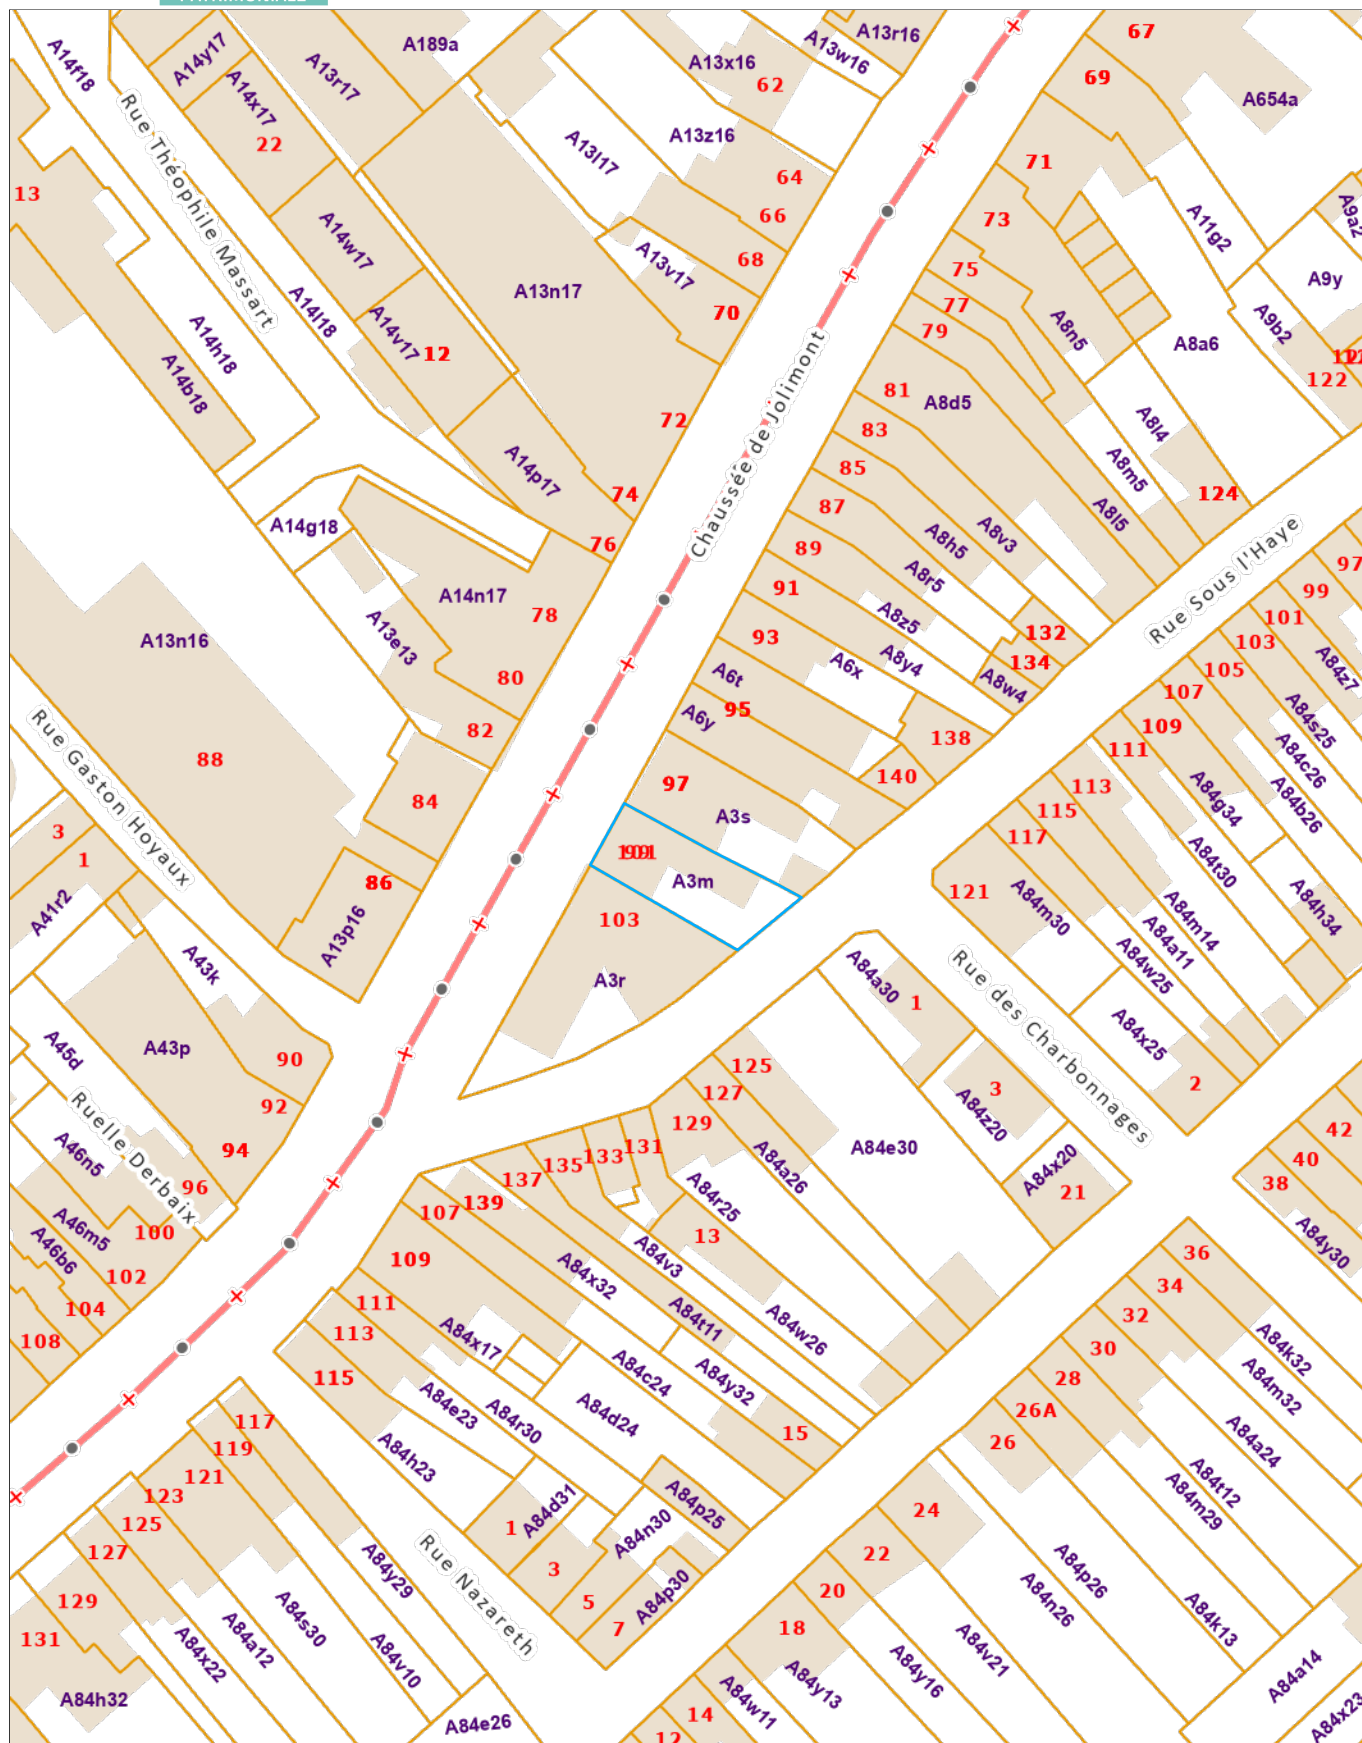 67
A13r16
A13w16
A189a
A14y17
A14f18
A13r17
A13x16
62
69
A654a
A14x17
22
A13z16
A13l17
71
64
13
Rue Théophile Massart
A14w17
66
73
A11g2
A9a2
68
A13v17
75
A9y
A13n17
70
77
A9b2
A14l18
A14v17
12
79
A8n5
A8a6
A14h18
122
A14b18
81
A8d5
Chaussée de Jolimont
72
83
A8l4
85
A8m5
A14p17
74
124
87
A8l5
A14g18
76
89
A8h5
A8v3
Rue Sous l'Haye
97
A8r5
91
99
A14n17
78
A8z5
101
A13e13
93
132
103
A13n16
A8y4
134
A6x
A8w4
105
A84z7
80
A6t
107
95
A6y
82
138
109
A84s25
Rue Gaston Hoyaux
88
111
A84c26
140
97
113
A84g34
A84b26
84
A3s
115
3
117
1
A3m
A84t30
86
121
A41r2
A84m30
A84h34
103
A84m14
A13p16
A84a11
A43k
A84w25
A3r
A84a30
1
Rue des Charbonnages
A84x25
A45d
A43p
90
125
2
3
92
127
A84z20
129
42
Ruelle Derbaix
94
131
133
A84e30
40
A46n5
135
A84a26
A84x20
96
137
A84r25
21
38
139
107
A46m5
100
13
A84y30
A46b6
109
A84v3
36
102
A84x32
34
104
111
A84t11
32
A84w26
113
A84x17
108
30
A84k32
115
A84c24
A84y32
28
A84m32
A84e23
A84d24
117
A84r30
26A
15
A84a24
119
A84h23
26
121
123
A84p25
A84t12
A84m29
125
A84d31
1
24
127
A84n30
A84y29
22
3
A84p26
129
Rue Nazareth
A84p30
20
5
A84n26
A84s30
18
7
A84k13
131
A84a12
A84v21
A84x22
A84v10
A84y16
A84a14
A84y13
A84h32
A84w11
14
A84e26
A84x23
12